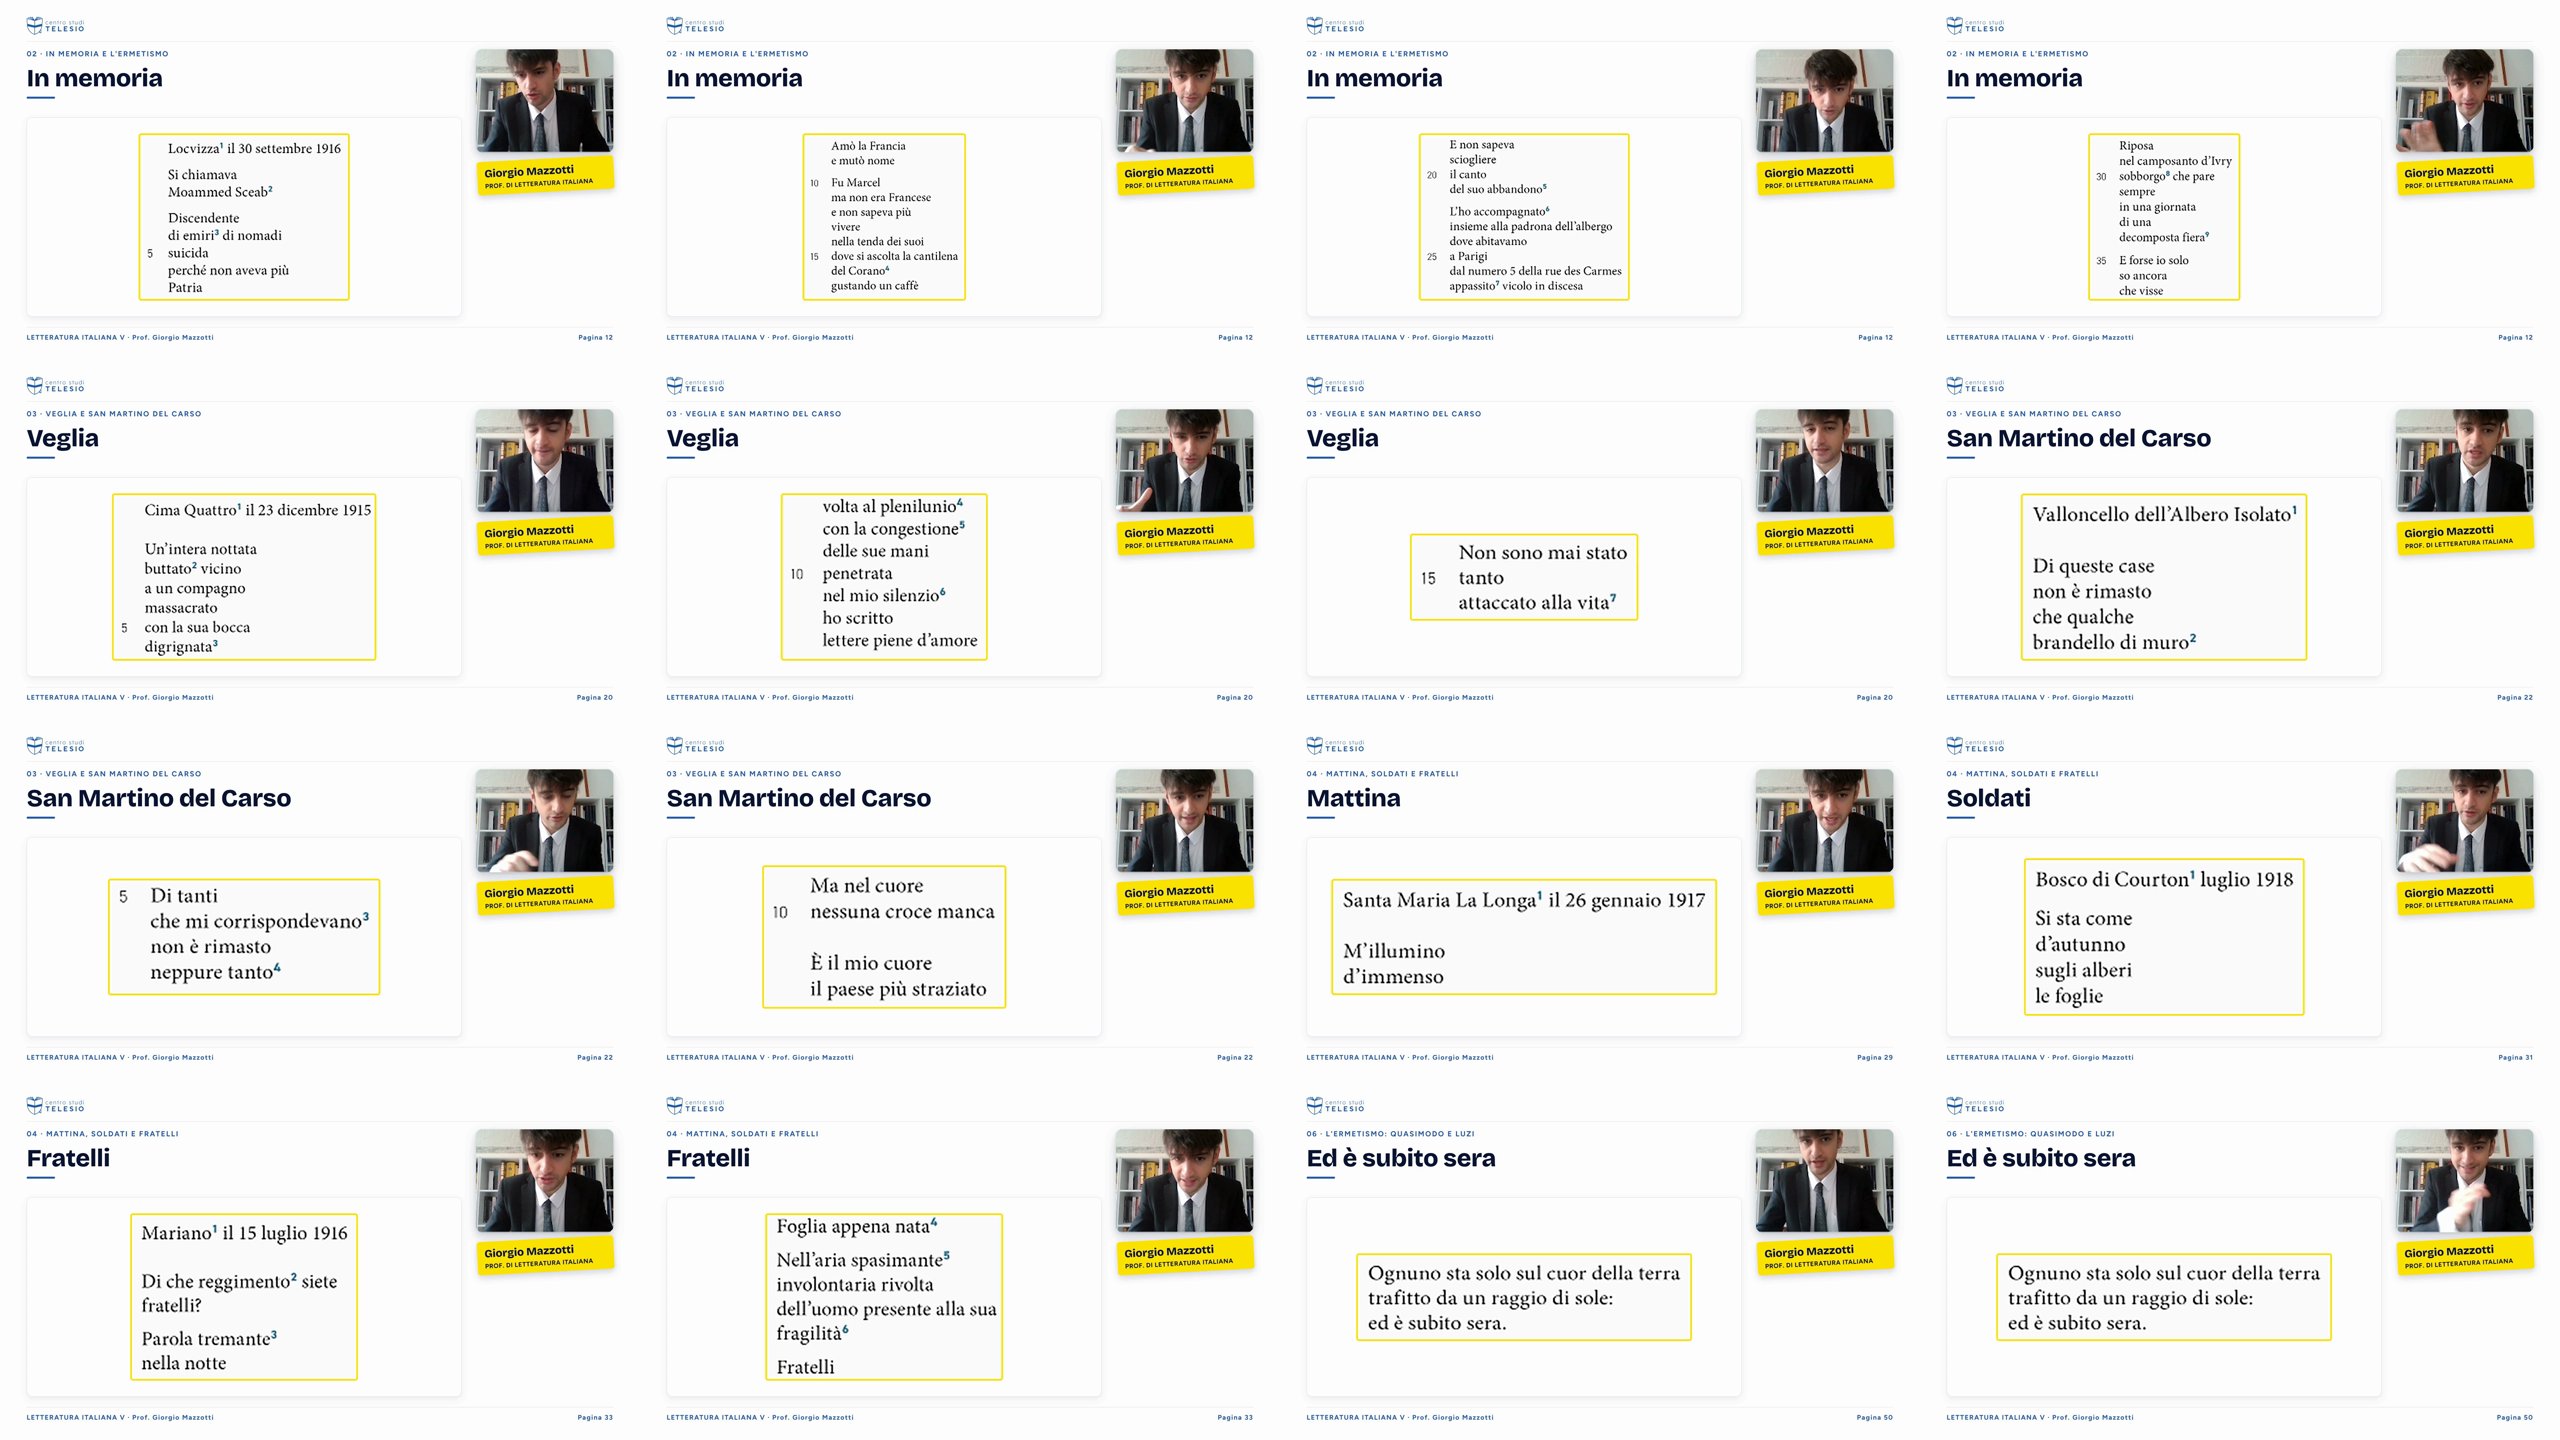 centro studi
TELESIO
02 · IN MEMORIA E L'ERMETISMO
In memoria
Locvizza¹ il 30 settembre 1916
Si chiamava
Moammed Sceab²
Discendente
di emiri³ di nomadi
5 suicida
perché non aveva più
Patria
Giorgio Mazzotti
PROF. DI LETTERATURA ITALIANA
LETTERATURA ITALIANA V · Prof. Giorgio Mazzotti
Pagina 12
centro studi
TELESIO
02 · IN MEMORIA E L'ERMETISMO
In memoria
Amò la Francia
e mutò nome
10 Fu Marcel
ma non era Francese
e non sapeva più
vivere
nella tenda dei suoi
15 dove si ascolta la cantilena
del Corano⁴
gustando un caffè
Giorgio Mazzotti
PROF. DI LETTERATURA ITALIANA
LETTERATURA ITALIANA V · Prof. Giorgio Mazzotti
Pagina 12
centro studi
TELESIO
02 · IN MEMORIA E L'ERMETISMO
In memoria
E non sapeva
sciogliere
20 il canto
del suo abbandono⁵
L'ho accompagnato⁶
insieme alla padrona dell'albergo
dove abitavamo
25 a Parigi
dal numero 5 della rue des Carmes
appassito⁷ vicolo in discesa
Giorgio Mazzotti
PROF. DI LETTERATURA ITALIANA
LETTERATURA ITALIANA V · Prof. Giorgio Mazzotti
Pagina 12
centro studi
TELESIO
02 · IN MEMORIA E L'ERMETISMO
In memoria
Riposa
nel camposanto d'Ivry
30 sobborgo⁸ che pare
sempre
in una giornata
di una
decomposta fiera⁹
35 E forse io solo
so ancora
che visse
Giorgio Mazzotti
PROF. DI LETTERATURA ITALIANA
LETTERATURA ITALIANA V · Prof. Giorgio Mazzotti
Pagina 12
centro studi
TELESIO
03 · VEGLIA E SAN MARTINO DEL CARSO
Veglia
Cima Quattro¹ il 23 dicembre 1915
Un'intera nottata
buttato² vicino
a un compagno
massacrato
5 con la sua bocca
digrignata³
Giorgio Mazzotti
PROF. DI LETTERATURA ITALIANA
LETTERATURA ITALIANA V · Prof. Giorgio Mazzotti
Pagina 20
centro studi
TELESIO
03 · VEGLIA E SAN MARTINO DEL CARSO
Veglia
volta al plenilunio⁴
con la congestione⁵
delle sue mani
10 penetrata
nel mio silenzio⁶
ho scritto
lettere piene d'amore
Giorgio Mazzotti
PROF. DI LETTERATURA ITALIANA
LETTERATURA ITALIANA V · Prof. Giorgio Mazzotti
Pagina 20
centro studi
TELESIO
03 · VEGLIA E SAN MARTINO DEL CARSO
Veglia
Non sono mai stato
15 tanto
attaccato alla vita⁷
Giorgio Mazzotti
PROF. DI LETTERATURA ITALIANA
LETTERATURA ITALIANA V · Prof. Giorgio Mazzotti
Pagina 20
centro studi
TELESIO
03 · VEGLIA E SAN MARTINO DEL CARSO
San Martino del Carso
Valloncello dell'Albero Isolato¹
Di queste case
non è rimasto
che qualche
brandello di muro²
Giorgio Mazzotti
PROF. DI LETTERATURA ITALIANA
LETTERATURA ITALIANA V · Prof. Giorgio Mazzotti
Pagina 22
centro studi
TELESIO
03 · VEGLIA E SAN MARTINO DEL CARSO
San Martino del Carso
5 Di tanti
che mi corrispondevano³
non è rimasto
neppure tanto⁴
Giorgio Mazzotti
PROF. DI LETTERATURA ITALIANA
LETTERATURA ITALIANA V · Prof. Giorgio Mazzotti
Pagina 22
centro studi
TELESIO
03 · VEGLIA E SAN MARTINO DEL CARSO
San Martino del Carso
Ma nel cuore
10 nessuna croce manca
È il mio cuore
il paese più straziato
Giorgio Mazzotti
PROF. DI LETTERATURA ITALIANA
LETTERATURA ITALIANA V · Prof. Giorgio Mazzotti
Pagina 22
centro studi
TELESIO
04 · MATTINA, SOLDATI E FRATELLI
Mattina
Santa Maria La Longa¹ il 26 gennaio 1917
M'illumino
d'immenso
Giorgio Mazzotti
PROF. DI LETTERATURA ITALIANA
LETTERATURA ITALIANA V · Prof. Giorgio Mazzotti
Pagina 29
centro studi
TELESIO
04 · MATTINA, SOLDATI E FRATELLI
Soldati
Bosco di Courton¹ luglio 1918
Si sta come
d'autunno
sugli alberi
le foglie
Giorgio Mazzotti
PROF. DI LETTERATURA ITALIANA
LETTERATURA ITALIANA V · Prof. Giorgio Mazzotti
Pagina 31
centro studi
TELESIO
04 · MATTINA, SOLDATI E FRATELLI
Fratelli
Mariano¹ il 15 luglio 1916
Di che reggimento² siete
fratelli?
Parola tremante³
nella notte
Giorgio Mazzotti
PROF. DI LETTERATURA ITALIANA
LETTERATURA ITALIANA V · Prof. Giorgio Mazzotti
Pagina 33
centro studi
TELESIO
04 · MATTINA, SOLDATI E FRATELLI
Fratelli
Foglia appena nata⁴
Nell'aria spasimante⁵
involontaria rivolta
dell'uomo presente alla sua
fragilità⁶
Fratelli
Giorgio Mazzotti
PROF. DI LETTERATURA ITALIANA
LETTERATURA ITALIANA V · Prof. Giorgio Mazzotti
Pagina 33
centro studi
TELESIO
06 · L'ERMETISMO: QUASIMODO E LUZI
Ed è subito sera
Ognuno sta solo sul cuor della terra
trafitto da un raggio di sole:
ed è subito sera.
Giorgio Mazzotti
PROF. DI LETTERATURA ITALIANA
LETTERATURA ITALIANA V · Prof. Giorgio Mazzotti
Pagina 50
centro studi
TELESIO
06 · L'ERMETISMO: QUASIMODO E LUZI
Ed è subito sera
Ognuno sta solo sul cuor della terra
trafitto da un raggio di sole:
ed è subito sera.
Giorgio Mazzotti
PROF. DI LETTERATURA ITALIANA
LETTERATURA ITALIANA V · Prof. Giorgio Mazzotti
Pagina 50